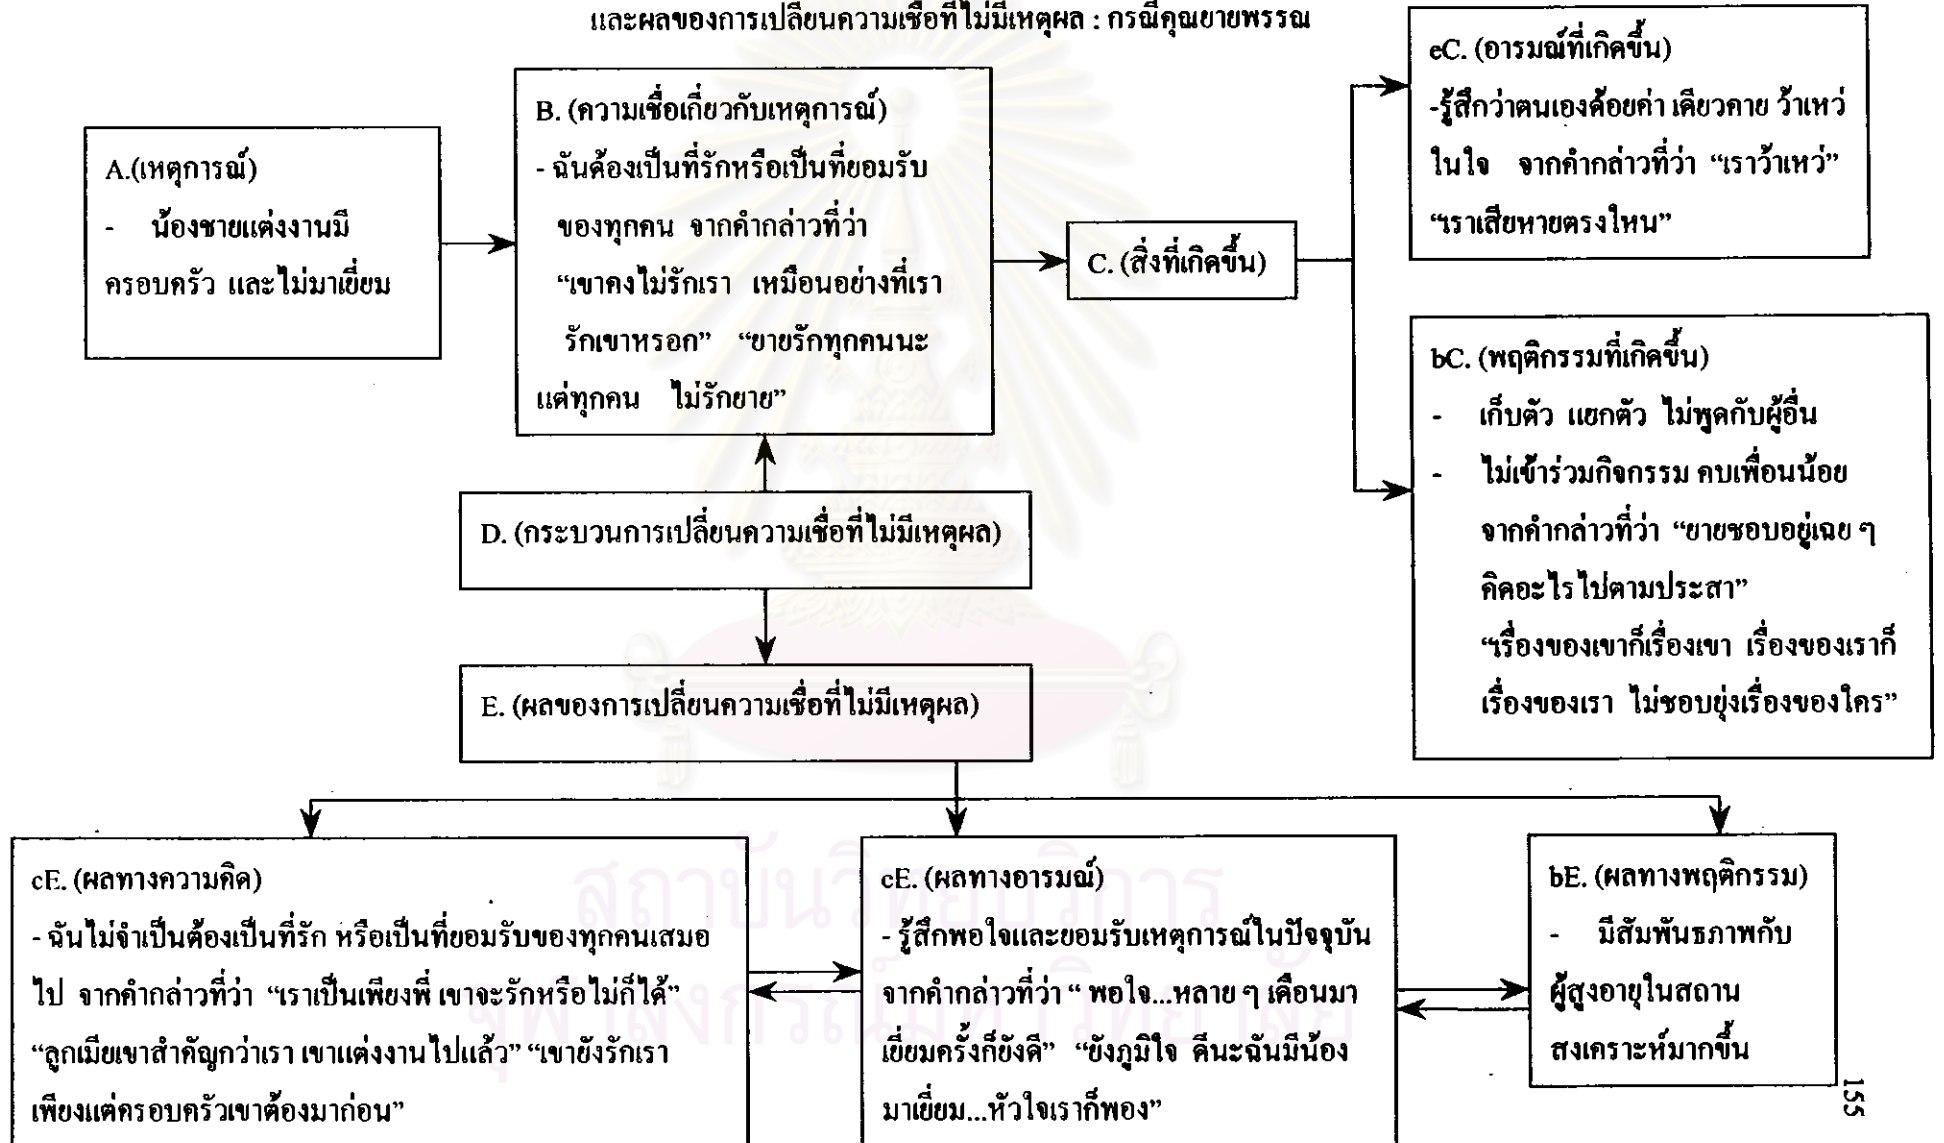 และผลของการเปลี่ยนความเชื่อที่ไม่มีเหตุผล : กรณีคุณยายพรรณ
A.(เหตุการณ์)
- น้องชายแต่งงานมี
ครอบครัว และไม่มาเยี่ยม
B. (ความเชื่อเกี่ยวกับเหตุการณ์)
- ฉันต้องเป็นที่รักหรือเป็นที่ยอมรับ
ของทุกคน จากคำกล่าวที่ว่า
“เขาคงไม่รักเรา เหมือนอย่างที่เรา
รักเขาหรอก” “ยายรักทุกคนนะ
แต่ทุกคน ไม่รักยาย”
C. (สิ่งที่เกิดขึ้น)
eC. (อารมณ์ที่เกิดขึ้น)
-รู้สึกว่าตนเองด้อยค่า เดียวดาย ว้าเหว่
ในใจ จากคำกล่าวที่ว่า “เราว้าเหว่”
“เราเสียหายตรงไหน”
bC. (พฤติกรรมที่เกิดขึ้น)
- เก็บตัว แยกตัว ไม่พูดกับผู้อื่น
- ไม่เข้าร่วมกิจกรรม คบเพื่อนน้อย
จากคำกล่าวที่ว่า “ยายชอบอยู่เฉย ๆ
คิดอะไรไปตามประสา”
“เรื่องของเขาก็เรื่องเขา เรื่องของเราก็
เรื่องของเรา ไม่ชอบยุ่งเรื่องของใคร”
D. (กระบวนการเปลี่ยนความเชื่อที่ไม่มีเหตุผล)
E. (ผลของการเปลี่ยนความเชื่อที่ไม่มีเหตุผล)
cE. (ผลทางความคิด)
- ฉันไม่จำเป็นต้องเป็นที่รัก หรือเป็นที่ยอมรับของทุกคนเสมอ
ไป จากคำกล่าวที่ว่า “เราเป็นเพียงพี่ เขาจะรักหรือไม่ก็ได้”
“ลูกเมียเขาสำคัญกว่าเรา เขาแต่งงานไปแล้ว” “เขายังรักเรา
เพียงแต่ครอบครัวเขาต้องมาก่อน”
cE. (ผลทางอารมณ์)
- รู้สึกพอใจและยอมรับเหตุการณ์ในปัจจุบัน
จากคำกล่าวที่ว่า “ พอใจ...หลาย ๆ เดือนมา
เยี่ยมครั้งก็ยังดี” “ยังภูมิใจ ดีนะฉันมีน้อง
มาเยี่ยม...หัวใจเราก็พอง”
bE. (ผลทางพฤติกรรม)
- มีสัมพันธภาพกับ
ผู้สูงอายุในสถาน
สงเคราะห์มากขึ้น
155
สถาบันวิทยบริการ
จุฬาลงกรณ์มหาวิทยาลัย